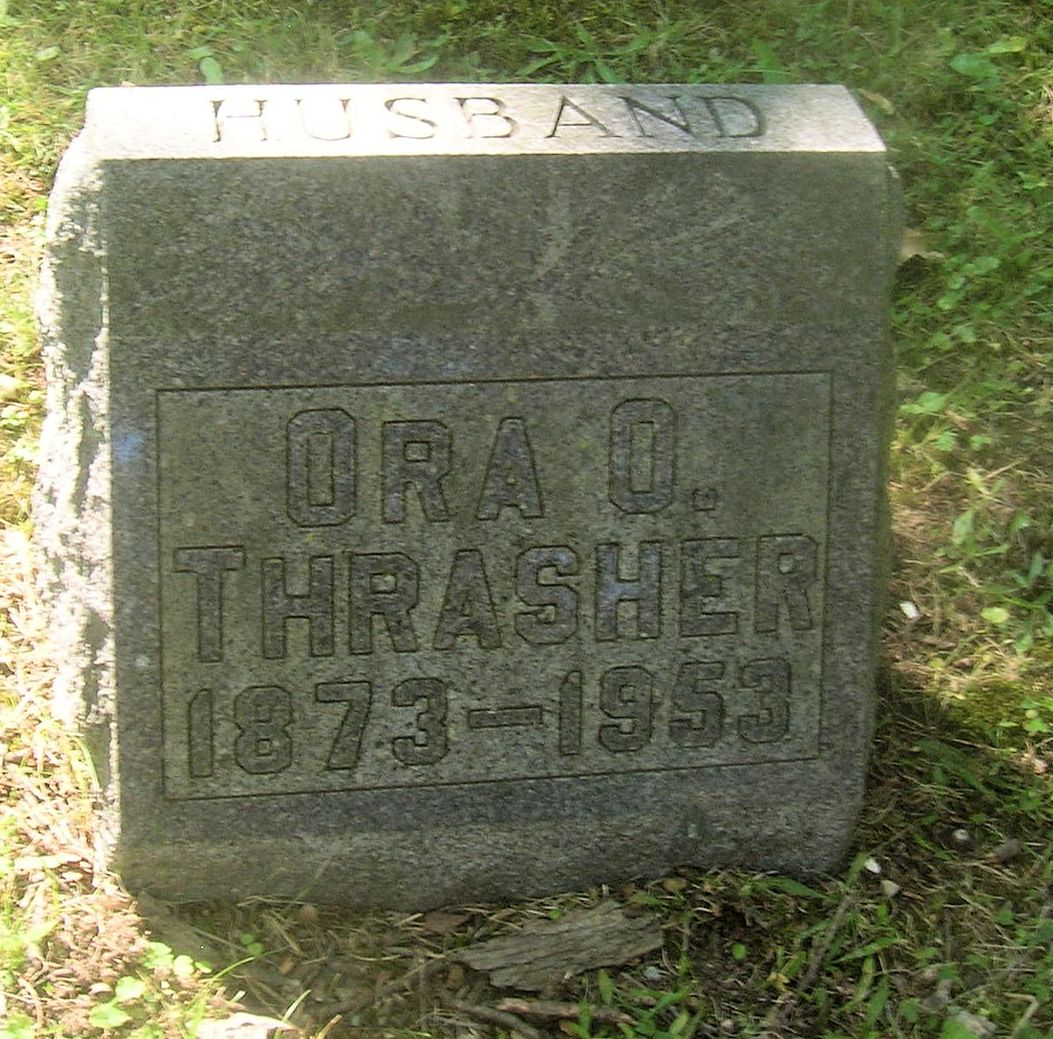 HUSBAND
ORA O.
THRASHER
1873–1953